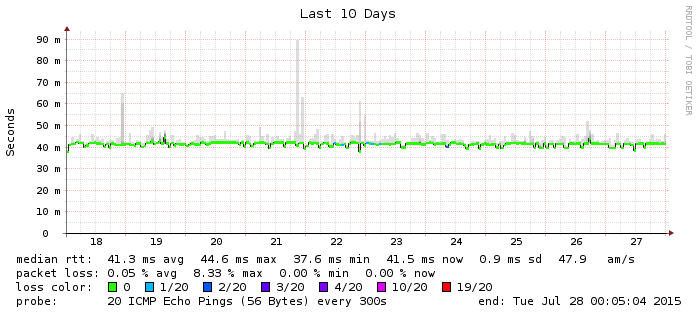 Last 10 Days
RRDTOOL / TOBI OETIKER
Seconds
90 m
80 m
70 m
60 m
50 m
40 m
30 m
20 m
10 m
0
18 19 20 21 22 23 24 25 26 27
median rtt: 41.3 ms avg 44.6 ms max 37.6 ms min 41.5 ms now 0.9 ms sd 47.9 am/s
packet loss: 0.05 % avg 8.33 % max 0.00 % min 0.00 % now
loss color: 0 1/20 2/20 3/20 4/20 10/20 19/20
probe: 20 ICMP Echo Pings (56 Bytes) every 300s end: Tue Jul 28 00:05:04 2015